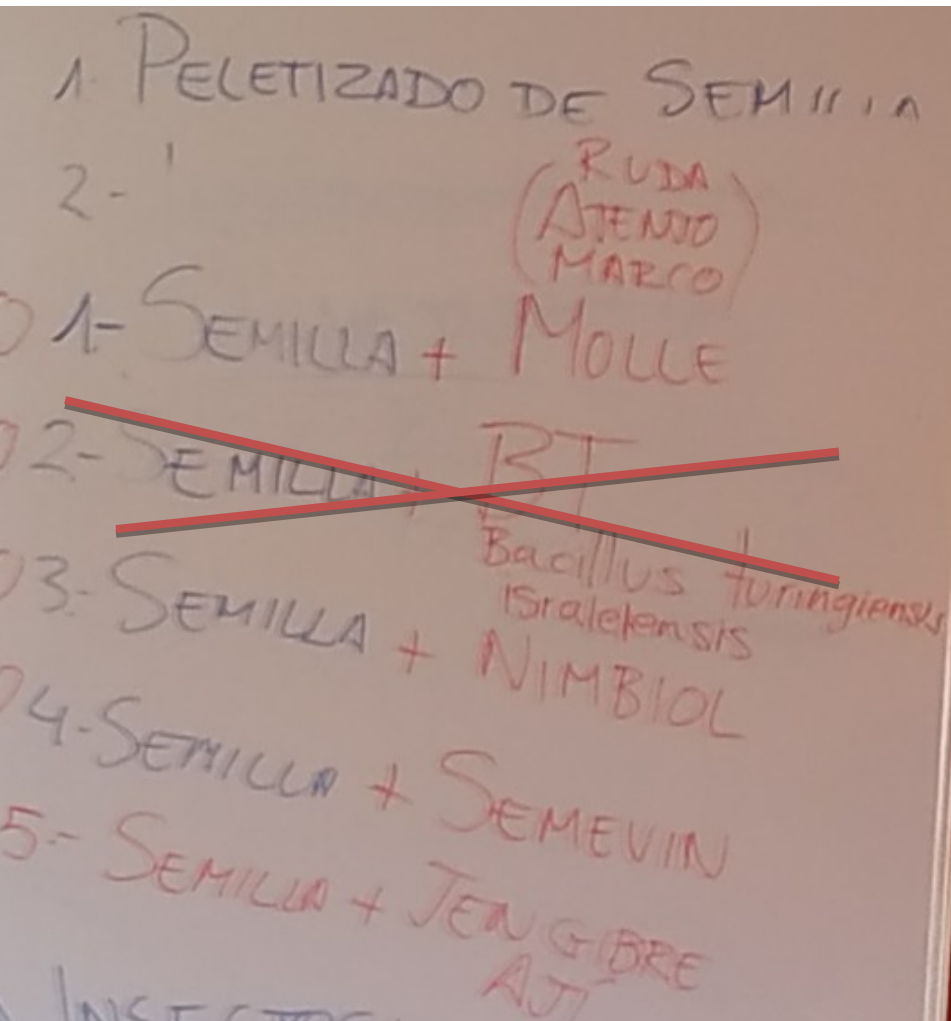 1. PELETIZADO DE SEMILLA
2-
(RUDA
AJENJO
MARCO)
1- SEMILLA + MOLLE
2- SEMILLA + BT
Bacillus turingiensis
Isralelensis
3- SEMILLA + NIMBIOL
4- SEMILLA + SEMEVIN
5- SEMILLA + JENGIBRE
AJI